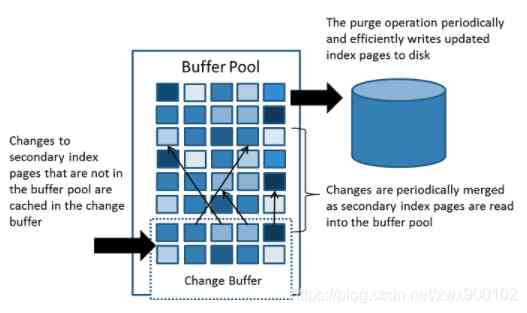 The purge operation periodically
and efficiently writes updated
index pages to disk
Buffer Pool
Changes to
secondary index
pages that are not in
the buffer pool are
cached in the change
buffer
Changes are periodically merged
as secondary index pages are read
into the buffer pool
Change Buffer
https://blog.csdn.net/zwx900102